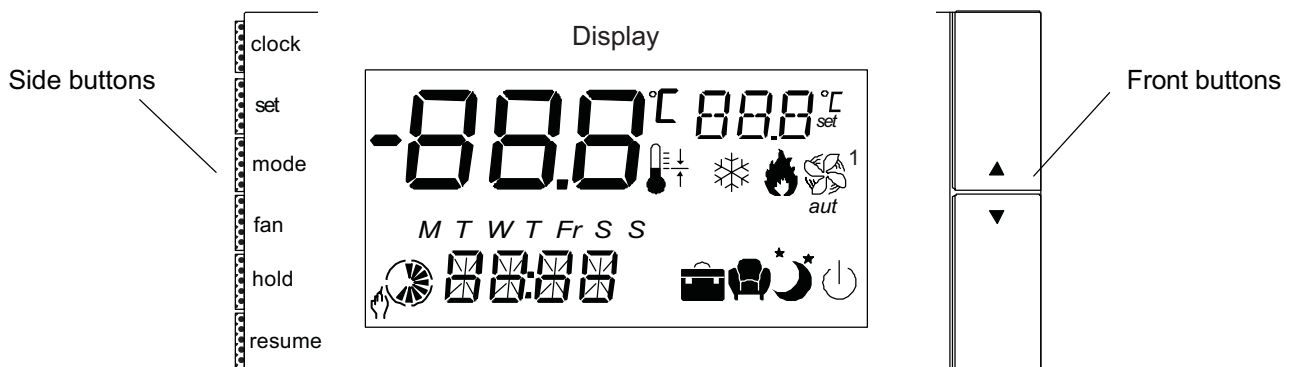 Display
clock
Side buttons
Front buttons
set
mode
fan
hold
resume
-88.8 °C
88.8 °C
set
1
aut
M T W T Fr S S
88:88
▲
▼